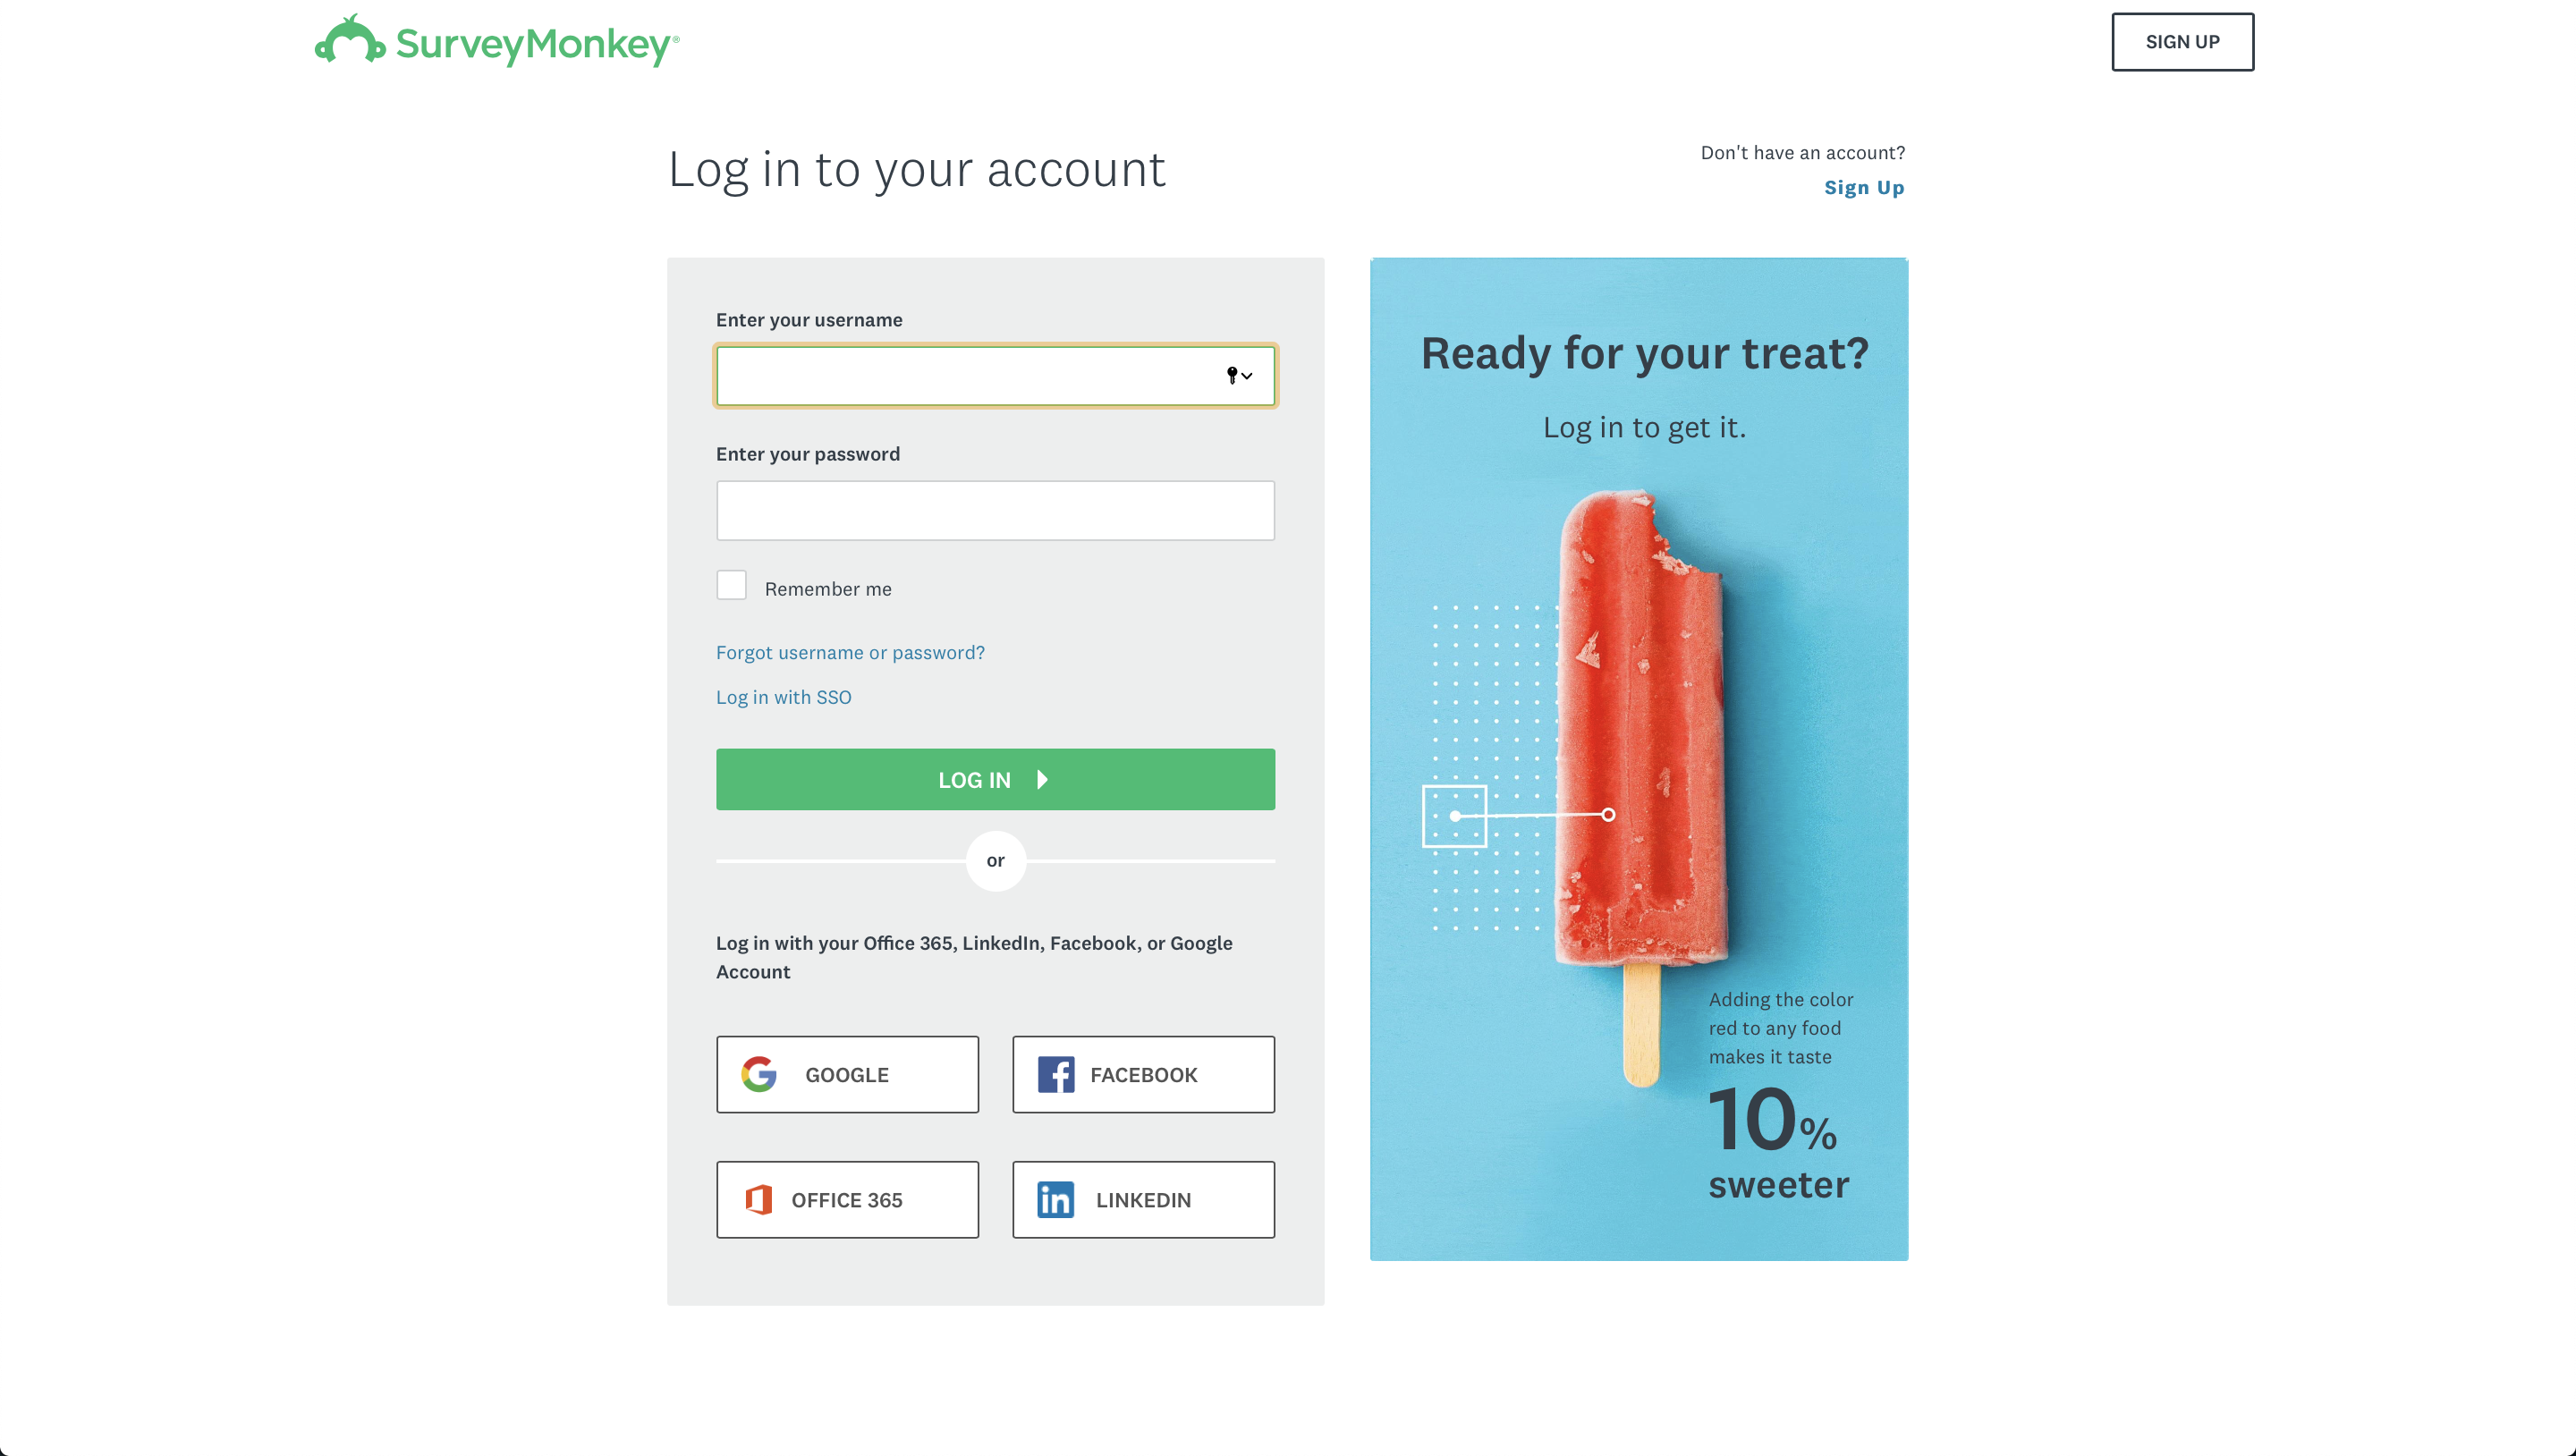 SurveyMonkey®
SIGN UP
Log in to your account
Don't have an account?
Sign Up
Enter your username
Enter your password
Remember me
Forgot username or password?
Log in with SSO
LOG IN
or
Log in with your Office 365, LinkedIn, Facebook, or Google
Account
GOOGLE
FACEBOOK
OFFICE 365
LINKEDIN
Ready for your treat?
Log in to get it.
Adding the color
red to any food
makes it taste
10%
sweeter